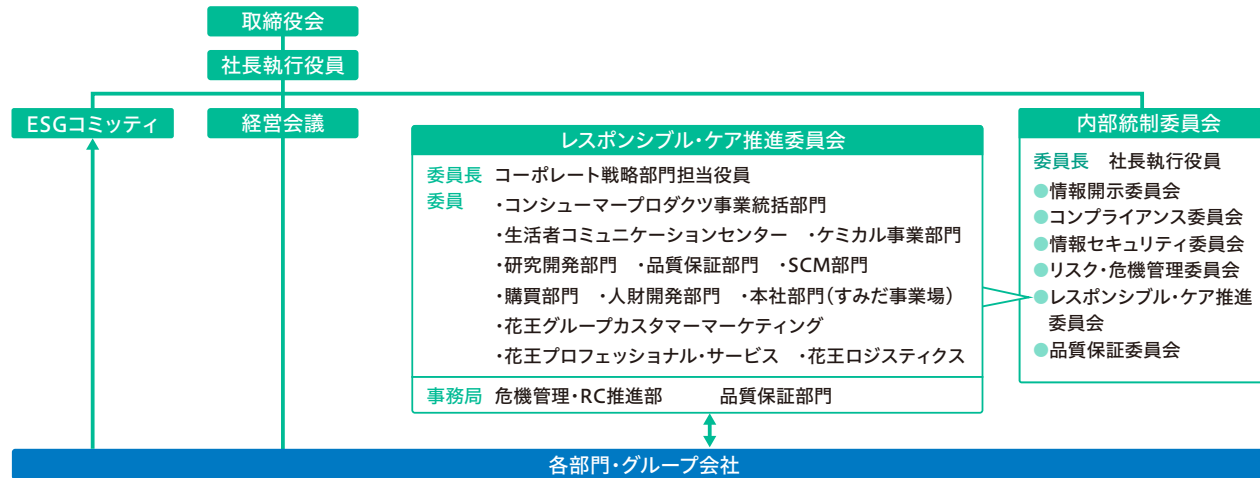 取締役会
社長執行役員
ESGコミッティ
経営会議
レスポンシブル・ケア推進委員会
委員長 コーポレート戦略部門担当役員
委員
・コンシューマープロダクツ事業統括部門
・生活者コミュニケーションセンター ・ケミカル事業部門
・研究開発部門 ・品質保証部門 ・SCM部門
・購買部門 ・人財開発部門 ・本社部門(すみだ事業場)
・花王グループカスタマーマーケティング
・花王プロフェッショナル・サービス ・花王ロジスティクス
事務局 危機管理・RC推進部 品質保証部門
内部統制委員会
委員長 社長執行役員
●情報開示委員会
●コンプライアンス委員会
●情報セキュリティ委員会
●リスク・危機管理委員会
●レスポンシブル・ケア推進
委員会
●品質保証委員会
各部門・グループ会社